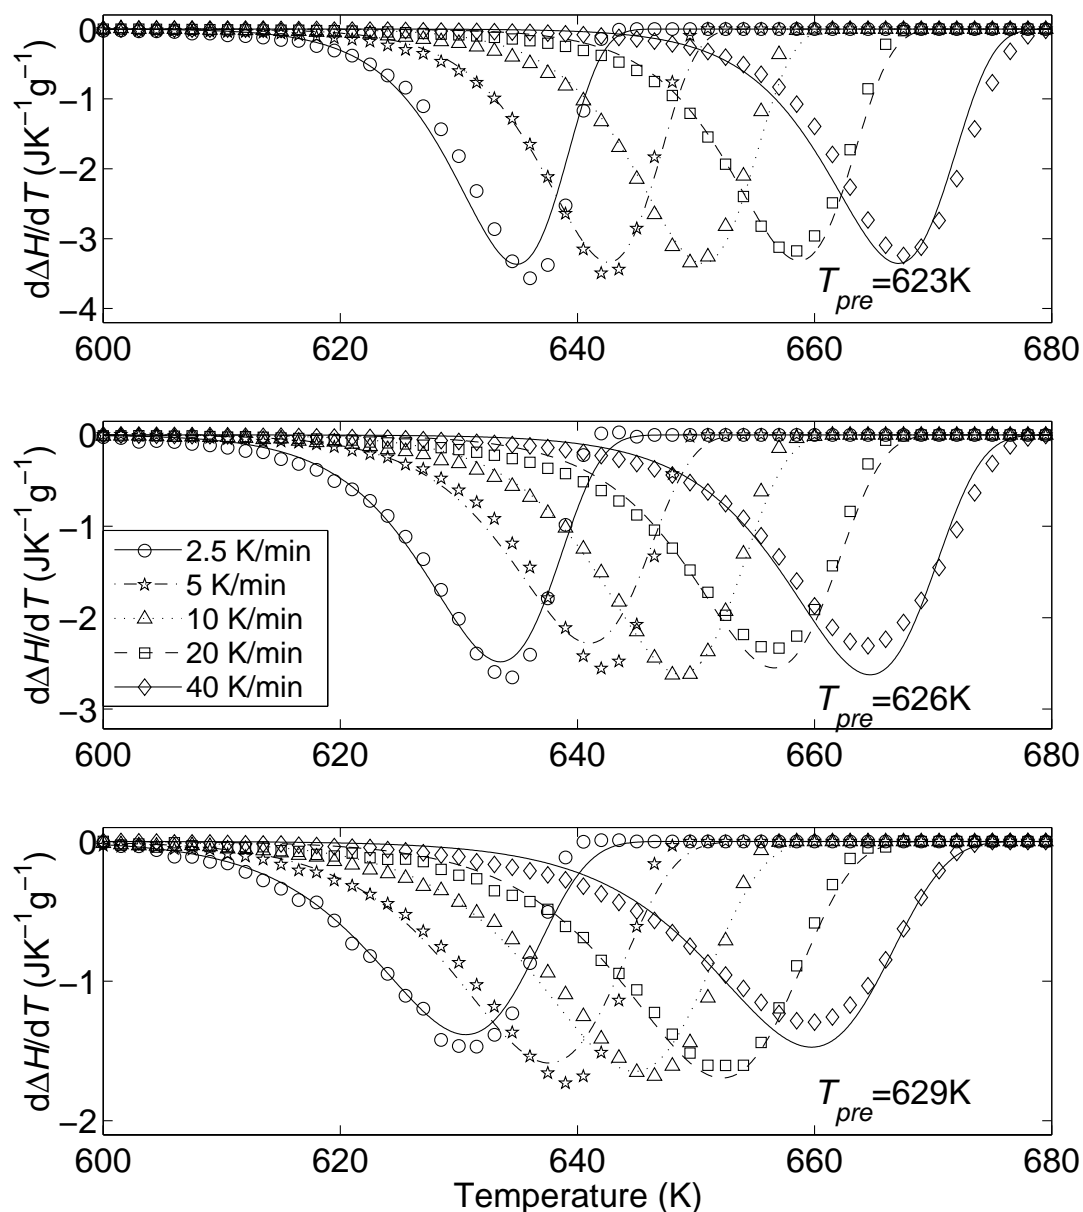 0
−1
−2
−3
−4
dΔH/dT (JK⁻¹g⁻¹)
T_pre=623K
600 620 640 660 680
0
−1
−2
−3
dΔH/dT (JK⁻¹g⁻¹)
2.5 K/min
5 K/min
10 K/min
20 K/min
40 K/min
T_pre=626K
600 620 640 660 680
0
−1
−2
dΔH/dT (JK⁻¹g⁻¹)
T_pre=629K
600 620 640 660 680
Temperature (K)